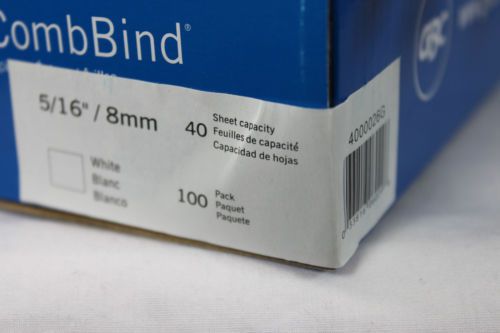 CombBind®
GBC
5/16" / 8mm
40
Sheet capacity
Feuilles de capacité
Capacidad de hojas
White
Blanc
Blanco
100
Pack
Paquet
Paquete
4000026G